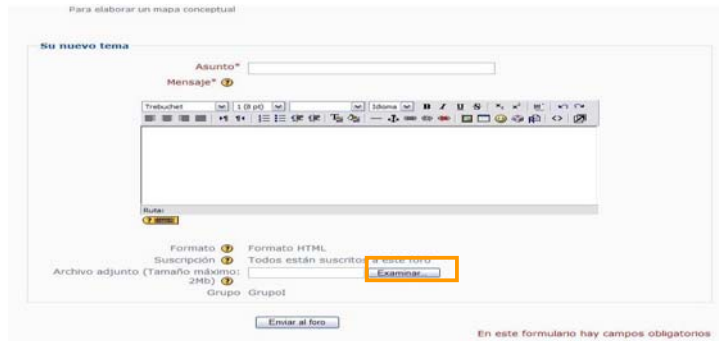 Para elaborar un mapa conceptual
Su nuevo tema
Asunto*
Mensaje*
Trebuchet 1 (8 pt) Idioma B I U S
Ruta:
Formato Formato HTML
Suscripción Todos están suscritos a este foro
Archivo adjunto (Tamaño máximo: 2Mb) Examinar...
Grupo GrupoI
Enviar al foro
En este formulario hay campos obligatorios